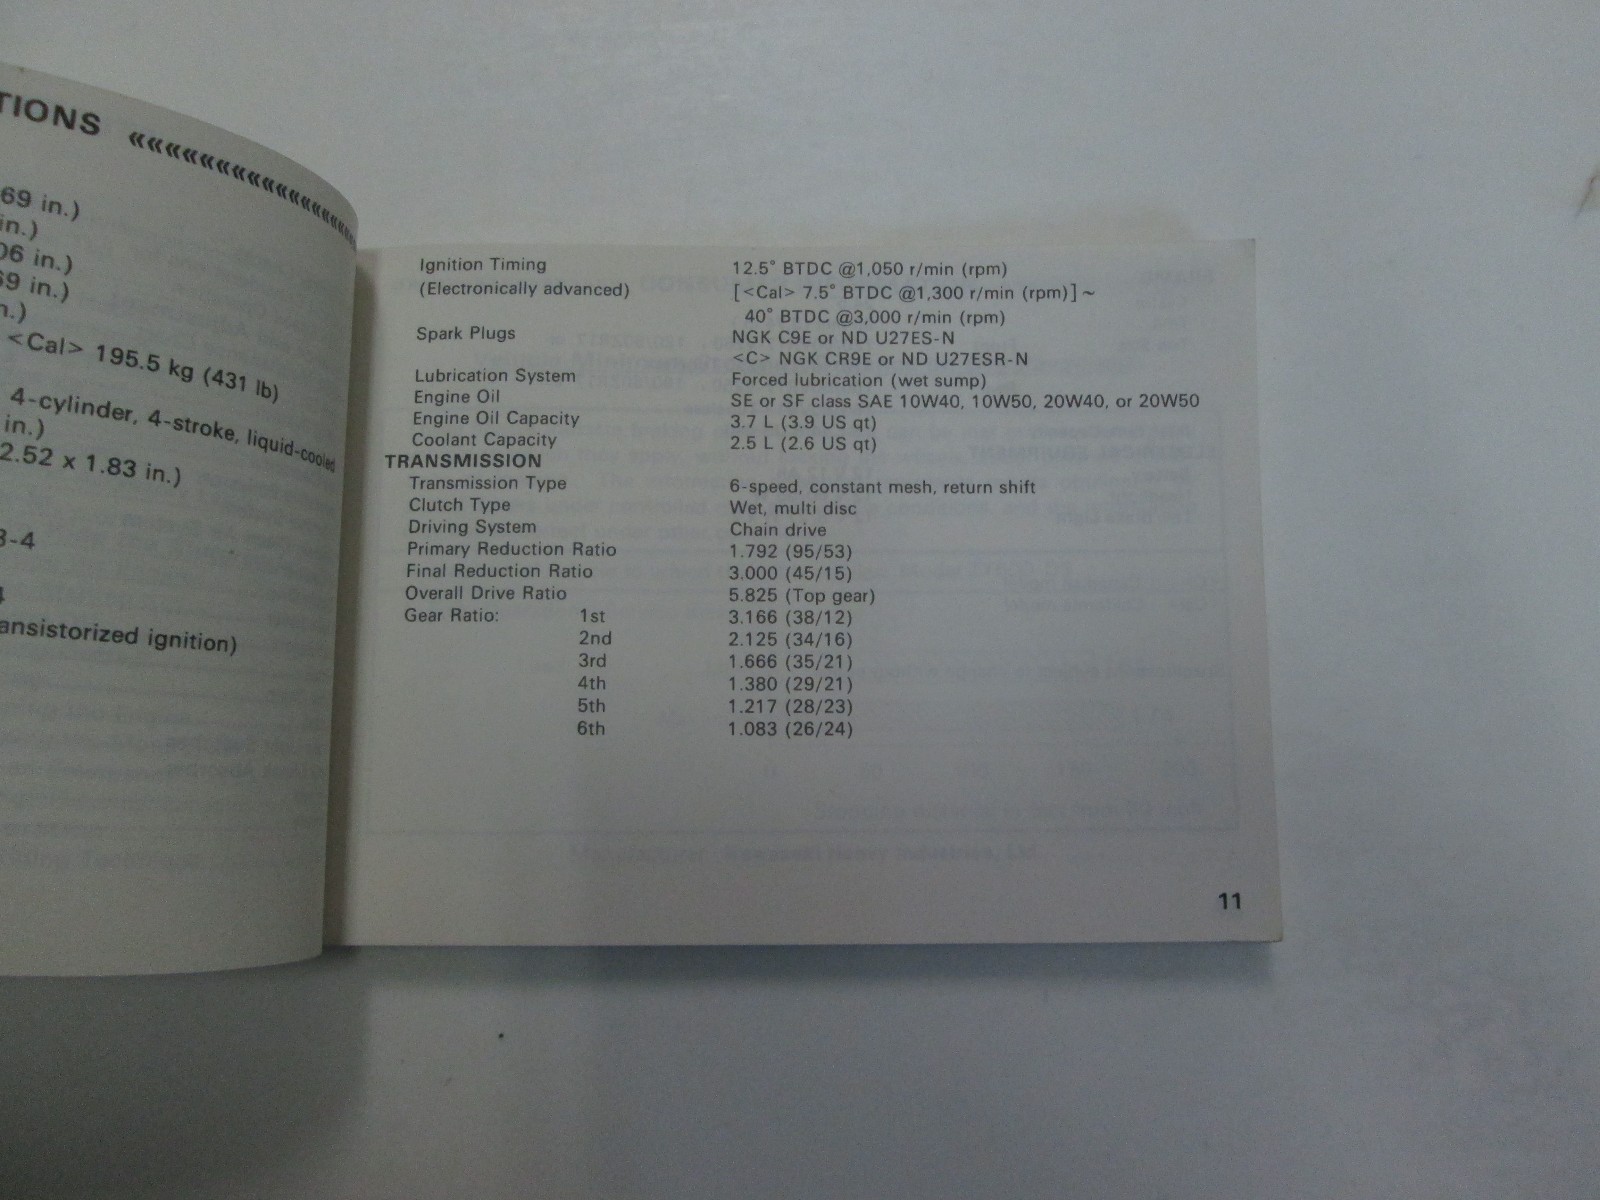 TIONS «««««««««««««««««««
69 in.)
in.)
06 in.)
69 in.)
<Cal> 195.5 kg (431 lb)
4-cylinder, 4-stroke, liquid-cooled
in.)
2.52 x 1.83 in.)
3-4
4
ansistorized ignition)
Ignition Timing 12.5° BTDC @1,050 r/min (rpm)
(Electronically advanced) [<Cal> 7.5° BTDC @1,300 r/min (rpm)] ~
40° BTDC @3,000 r/min (rpm)
Spark Plugs NGK C9E or ND U27ES-N
<C> NGK CR9E or ND U27ESR-N
Lubrication System Forced lubrication (wet sump)
Engine Oil SE or SF class SAE 10W40, 10W50, 20W40, or 20W50
Engine Oil Capacity 3.7 L (3.9 US qt)
Coolant Capacity 2.5 L (2.6 US qt)
TRANSMISSION
Transmission Type 6-speed, constant mesh, return shift
Clutch Type Wet, multi disc
Driving System Chain drive
Primary Reduction Ratio 1.792 (95/53)
Final Reduction Ratio 3.000 (45/15)
Overall Drive Ratio 5.825 (Top gear)
Gear Ratio: 1st 3.166 (38/12)
2nd 2.125 (34/16)
3rd 1.666 (35/21)
4th 1.380 (29/21)
5th 1.217 (28/23)
6th 1.083 (26/24)
11